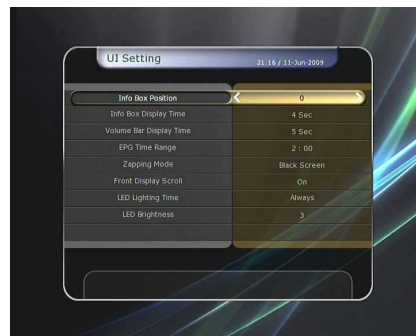 UI Setting
21:16 / 11-Jun-2009
Info Box Position 0
Info Box Display Time 4 Sec
Volume Bar Display Time 5 Sec
EPG Time Range 2 : 00
Zapping Mode Black Screen
Front Display Scroll On
LED Lighting Time Always
LED Brightness 3